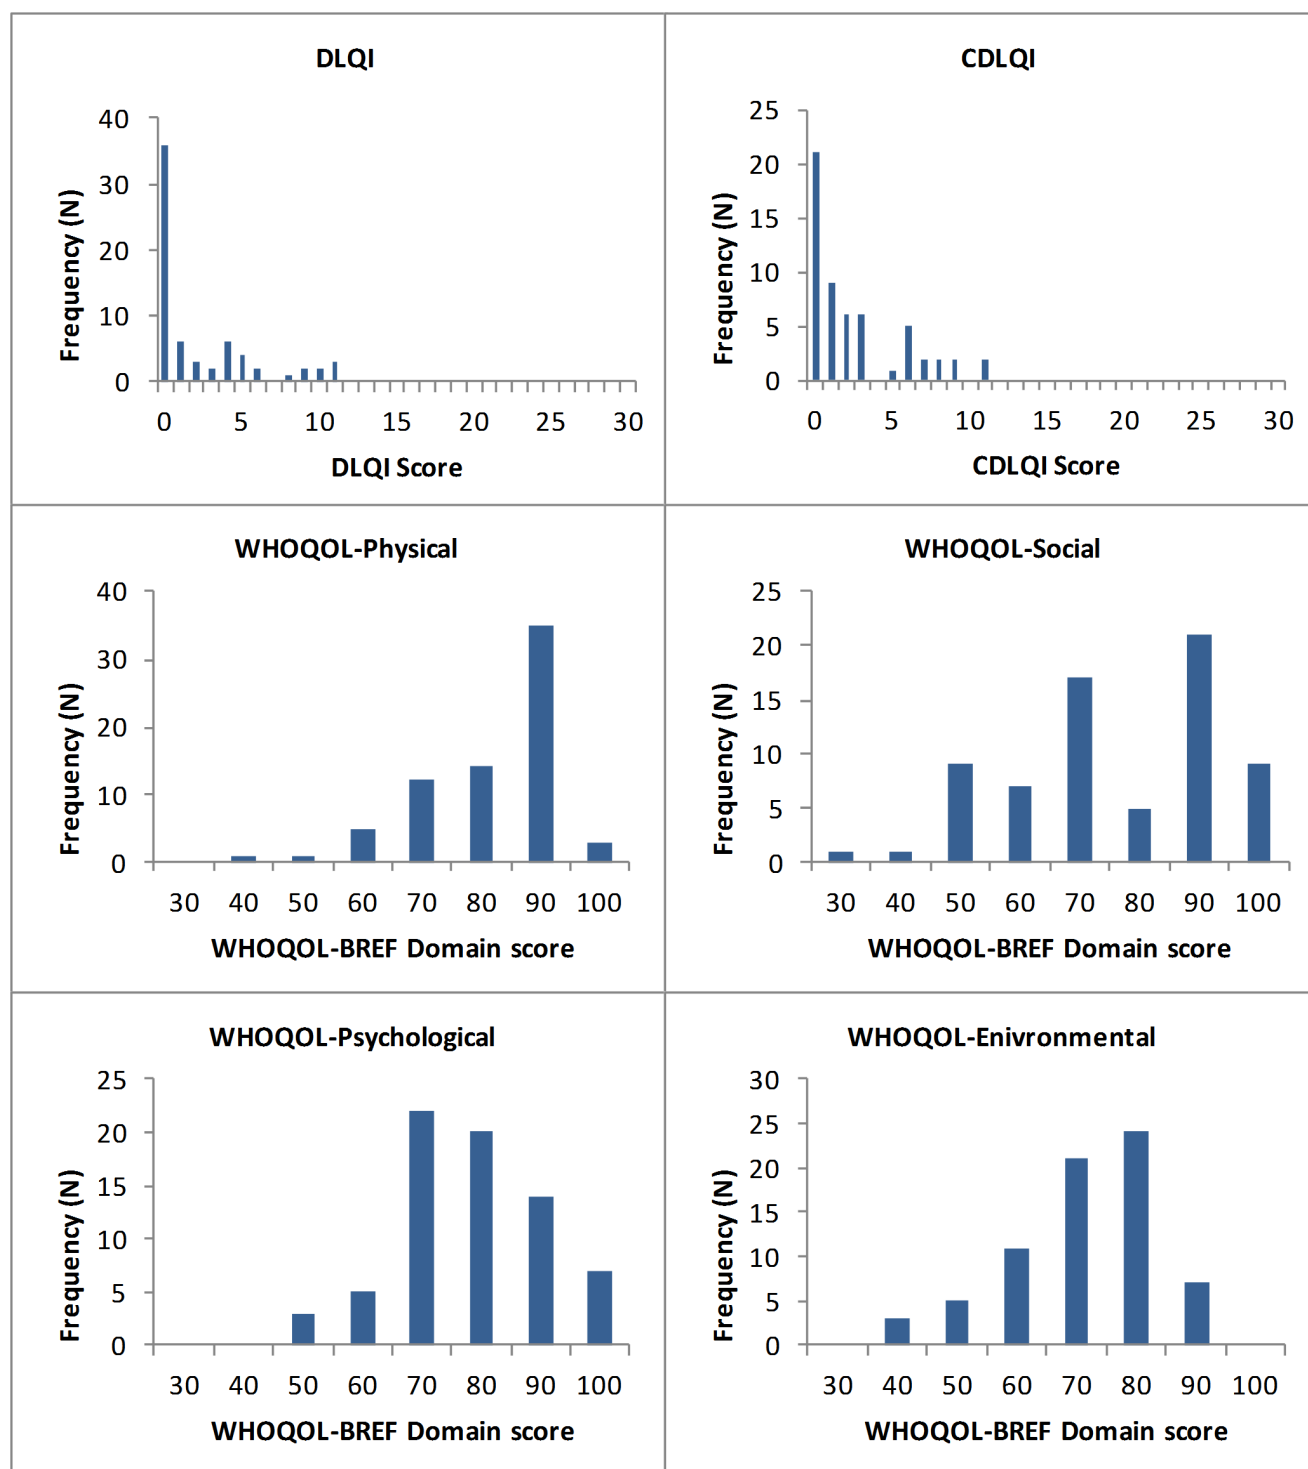 DLQI
40
30
20
10
0
Frequency (N)
0 5 10 15 20 25 30
DLQI Score
CDLQI
25
20
15
10
5
0
Frequency (N)
0 5 10 15 20 25 30
CDLQI Score
WHOQOL-Physical
40
30
20
10
0
Frequency (N)
30 40 50 60 70 80 90 100
WHOQOL-BREF Domain score
WHOQOL-Social
25
20
15
10
5
0
Frequency (N)
30 40 50 60 70 80 90 100
WHOQOL-BREF Domain score
WHOQOL-Psychological
25
20
15
10
5
0
Frequency (N)
30 40 50 60 70 80 90 100
WHOQOL-BREF Domain score
WHOQOL-Enivronmental
30
25
20
15
10
5
0
Frequency (N)
30 40 50 60 70 80 90 100
WHOQOL-BREF Domain score